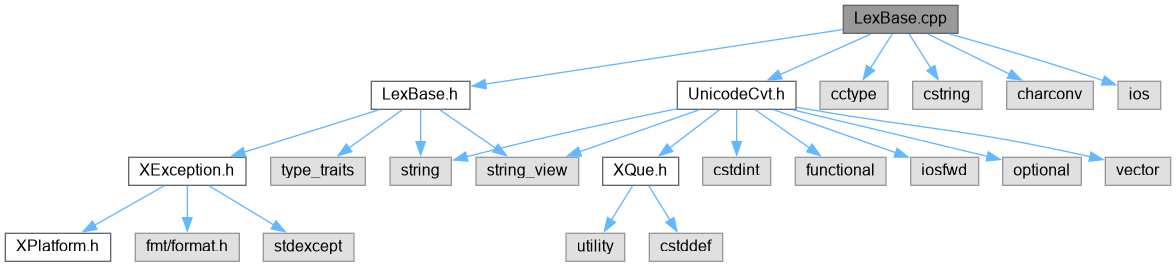 LexBase.cpp
LexBase.h
UnicodeCvt.h
cctype
cstring
charconv
ios
XException.h
type_traits
string
string_view
XQue.h
cstdint
functional
iosfwd
optional
vector
XPlatform.h
fmt/format.h
stdexcept
utility
cstddef